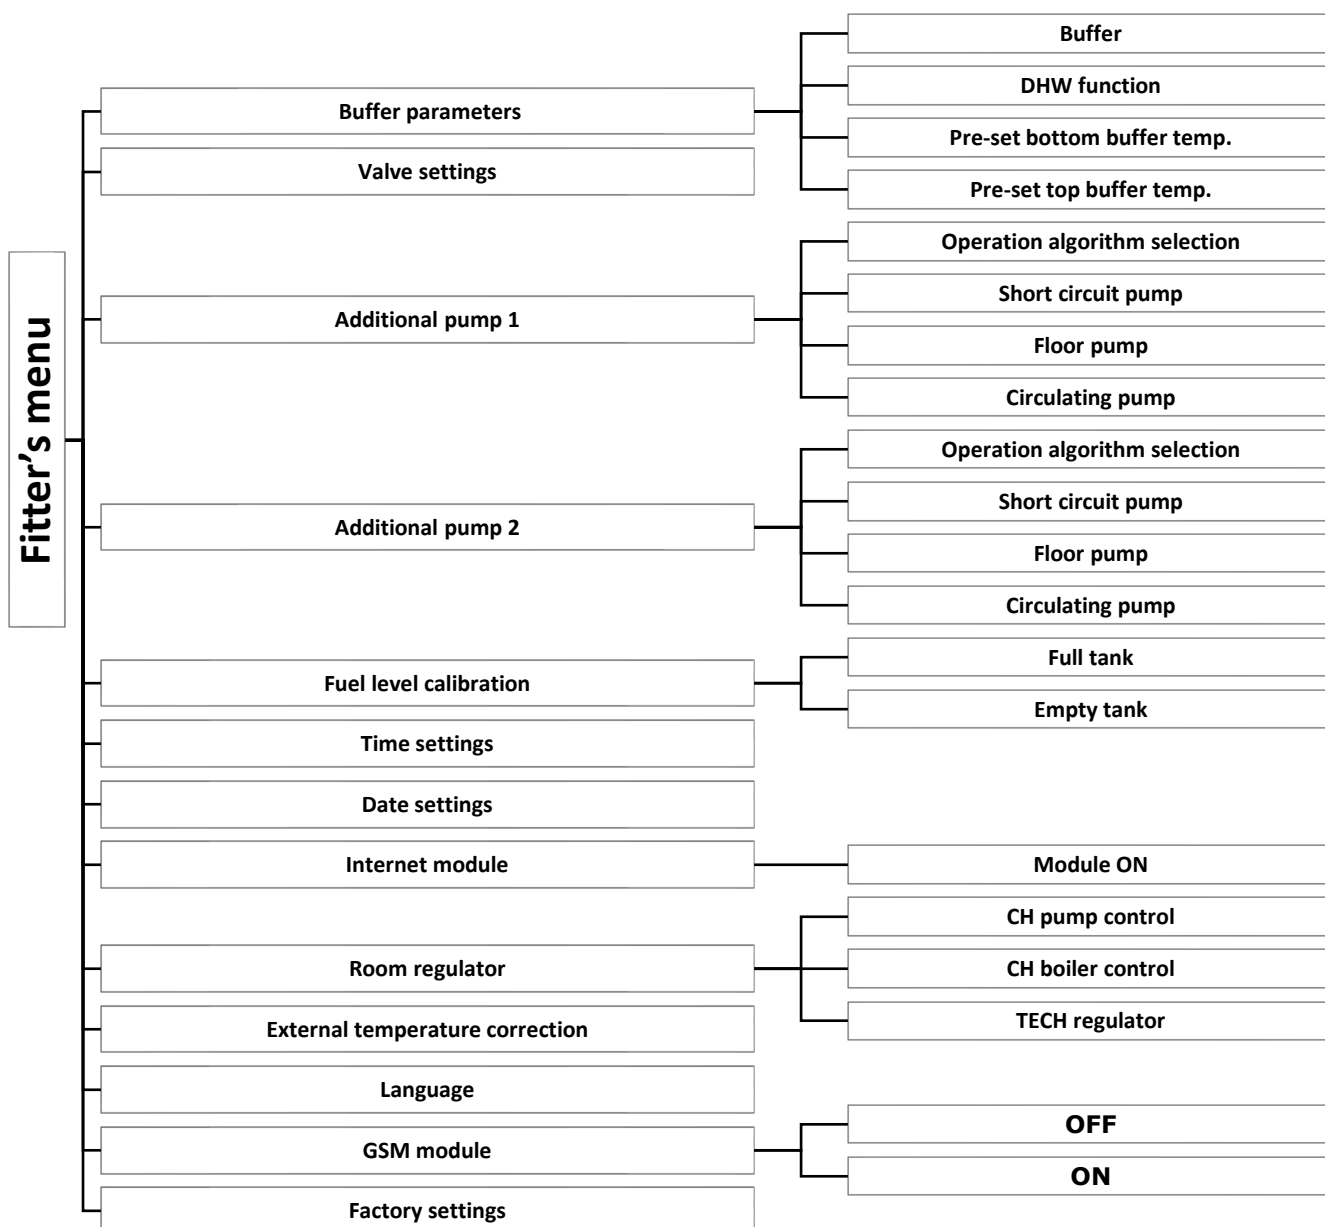 Fitter’s menu
Buffer parameters
Buffer
DHW function
Pre-set bottom buffer temp.
Pre-set top buffer temp.
Valve settings
Additional pump 1
Operation algorithm selection
Short circuit pump
Floor pump
Circulating pump
Additional pump 2
Operation algorithm selection
Short circuit pump
Floor pump
Circulating pump
Fuel level calibration
Full tank
Empty tank
Time settings
Date settings
Internet module
Module ON
Room regulator
CH pump control
CH boiler control
TECH regulator
External temperature correction
Language
GSM module
OFF
ON
Factory settings